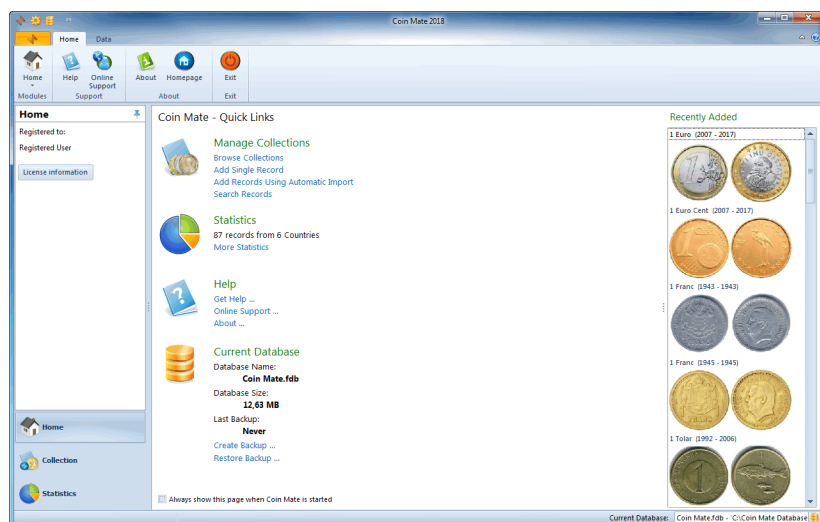 Coin Mate 2018
Home Data
Home Help Online Support About Homepage Exit
Modules Support About Exit
Home
Registered to:
Registered User
License information
Home
Collection
Statistics
Coin Mate - Quick Links
Manage Collections
Browse Collections
Add Single Record
Add Records Using Automatic Import
Search Records
Statistics
87 records from 6 Countries
More Statistics
Help
Get Help ...
Online Support ...
About ...
Current Database
Database Name:
Coin Mate.fdb
Database Size:
12,63 MB
Last Backup:
Never
Create Backup ...
Restore Backup ...
Always show this page when Coin Mate is started
Recently Added
1 Euro (2007 - 2017)
1 Euro Cent (2007 - 2017)
1 Franc (1943 - 1943)
1 Franc (1945 - 1945)
1 Tolar (1992 - 2006)
Current Database: Coin Mate.fdb - 'C:\Coin Mate Database